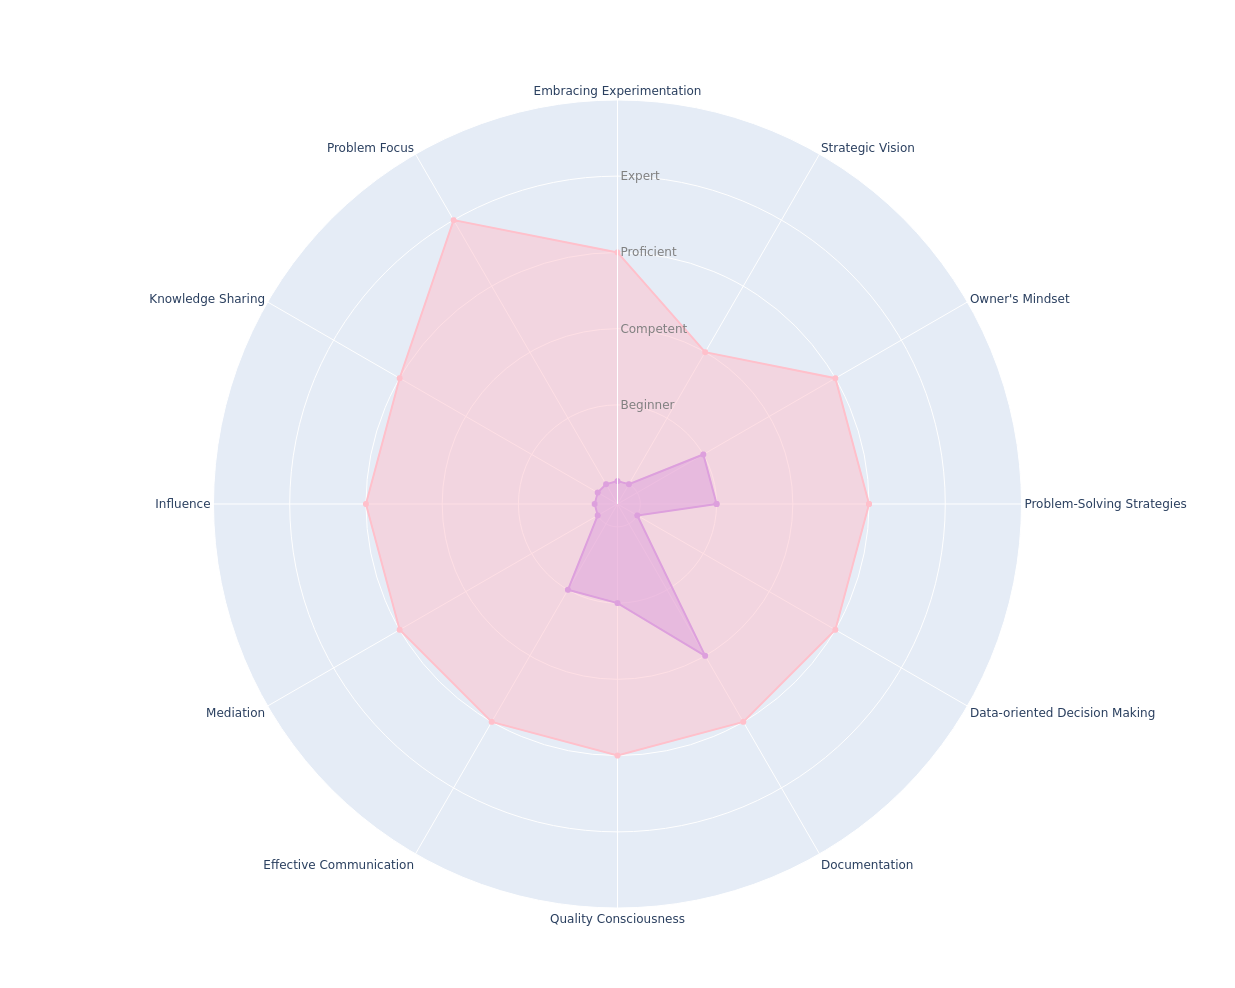 Embracing Experimentation
Problem Focus
Strategic Vision
Expert
Proficient
Knowledge Sharing
Owner's Mindset
Competent
Beginner
Influence
Problem-Solving Strategies
Mediation
Data-oriented Decision Making
Effective Communication
Documentation
Quality Consciousness